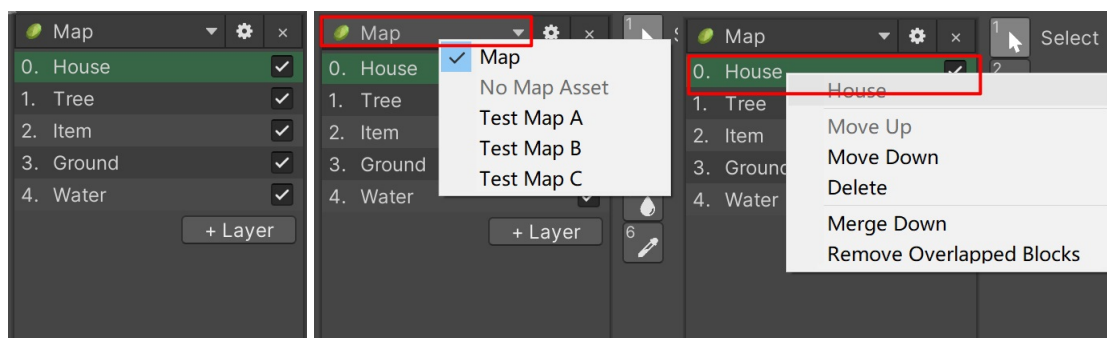 Map
0. House
1. Tree
2. Item
3. Ground
4. Water
+ Layer
Map
0. House
1. Tree
2. Item
3. Ground
4. Water
+ Layer
Map
No Map Asset
Test Map A
Test Map B
Test Map C
1
6
Map
0. House
1. Tree
2. Item
3. Ground
4. Water
House
Move Up
Move Down
Delete
Merge Down
Remove Overlapped Blocks
1
Select
2